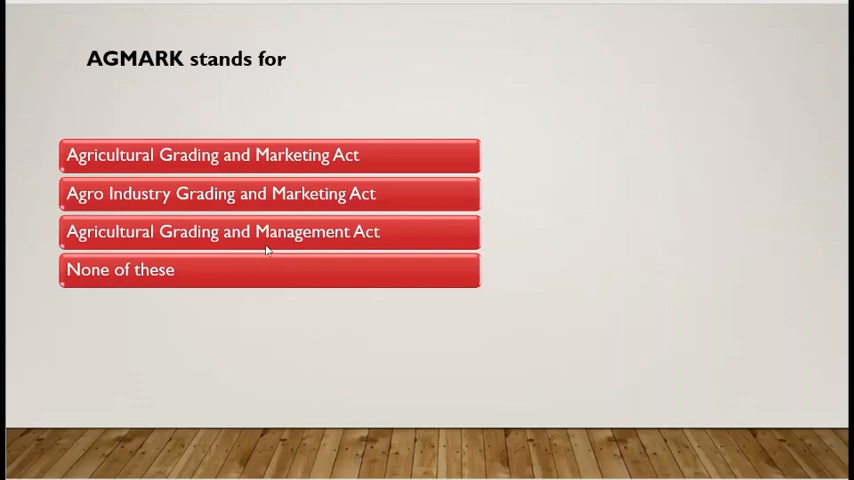 AGMARK stands for
Agricultural Grading and Marketing Act
Agro Industry Grading and Marketing Act
Agricultural Grading and Management Act
None of these